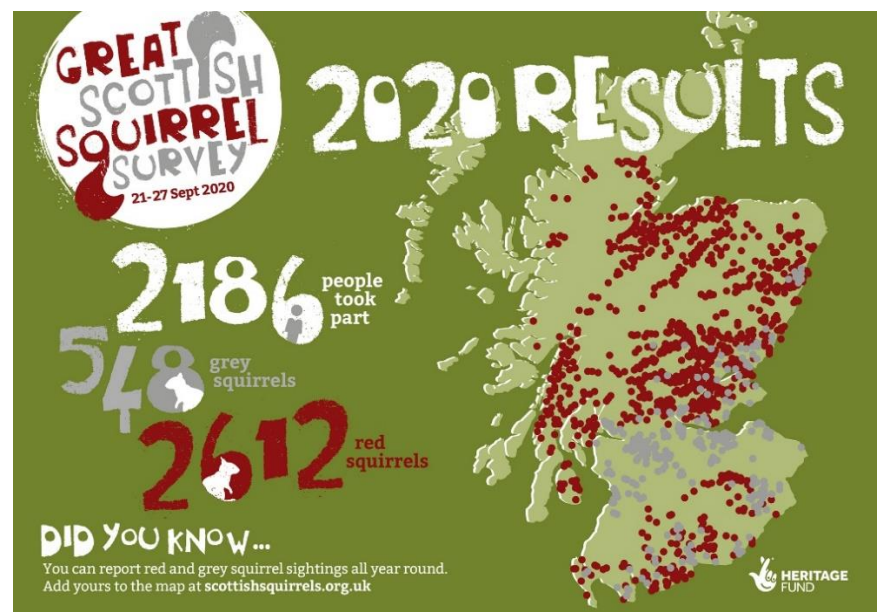 GREAT
SCOTTISH
SQUIRREL
SURVEY
21-27 Sept 2020
2020 RESULTS
2186
people
took
part
548
grey
squirrels
2612
red
squirrels
DID YOU KNOW...
You can report red and grey squirrel sightings all year round.
Add yours to the map at scottishsquirrels.org.uk
HERITAGE
FUND